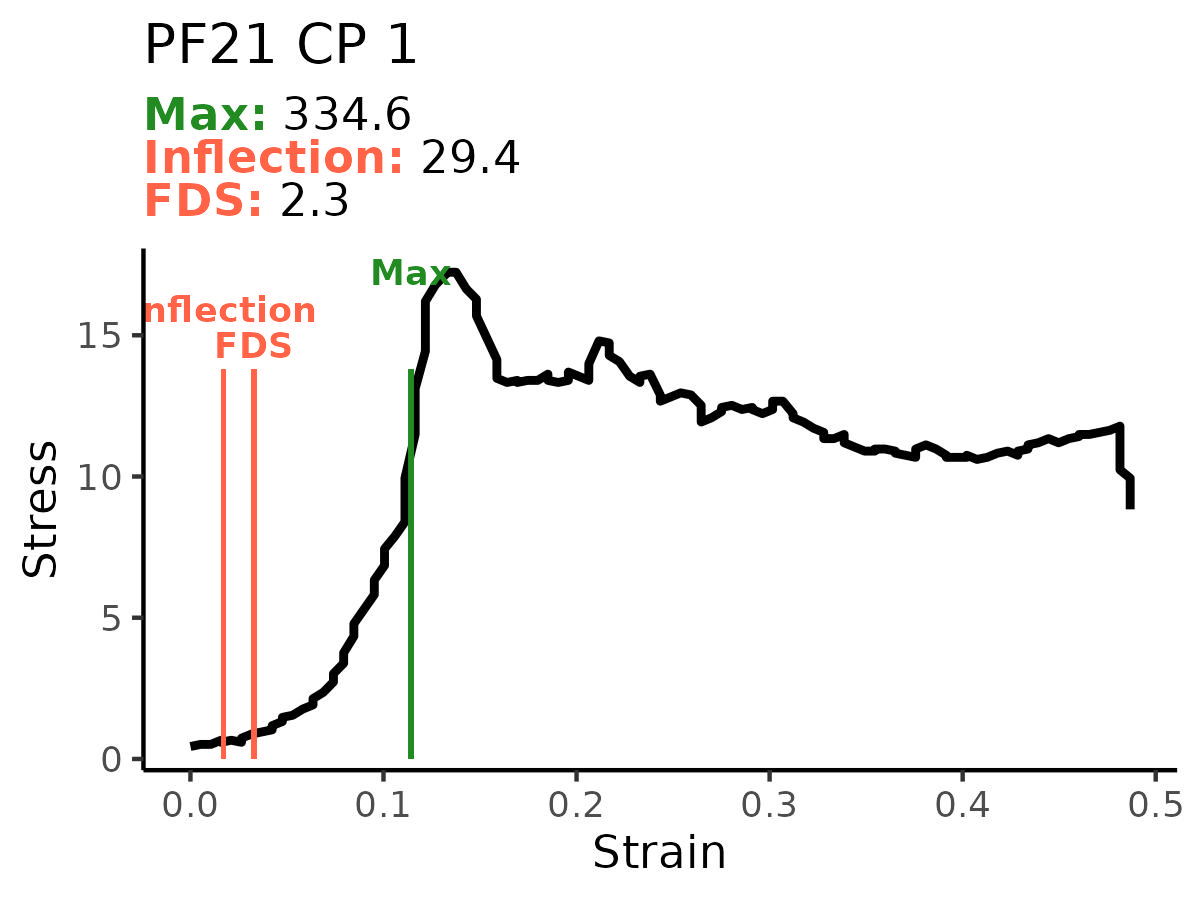 PF21 CP 1
Max: 334.6
Inflection: 29.4
FDS: 2.3
Max
nflection
FDS
15
10
5
0
Stress
0.0 0.1 0.2 0.3 0.4 0.5
Strain